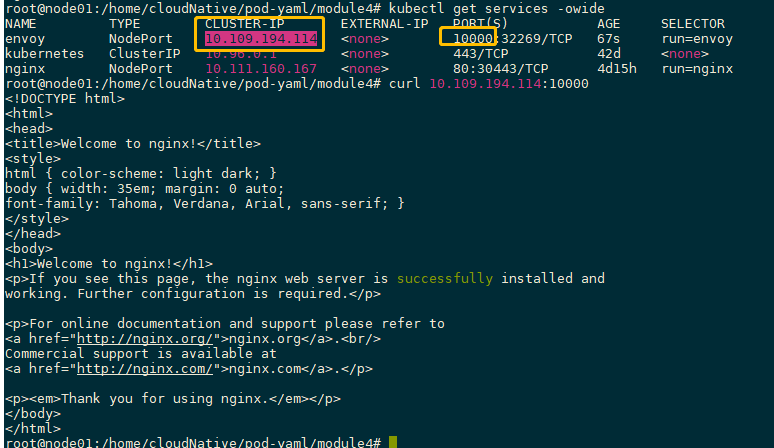 root@node01:/home/cloudNative/pod-yaml/module4# kubectl get services -owide
NAME TYPE CLUSTER-IP EXTERNAL-IP PORT(S) AGE SELECTOR
envoy NodePort 10.109.194.114 <none> 10000:32269/TCP 67s run=envoy
kubernetes ClusterIP 10.96.0.1 <none> 443/TCP 42d <none>
nginx NodePort 10.111.160.167 <none> 80:30443/TCP 4d15h run=nginx
root@node01:/home/cloudNative/pod-yaml/module4# curl 10.109.194.114:10000
<!DOCTYPE html>
<html>
<head>
<title>Welcome to nginx!</title>
<style>
html { color-scheme: light dark; }
body { width: 35em; margin: 0 auto;
font-family: Tahoma, Verdana, Arial, sans-serif; }
</style>
</head>
<body>
<h1>Welcome to nginx!</h1>
<p>If you see this page, the nginx web server is successfully installed and
working. Further configuration is required.</p>
<p>For online documentation and support please refer to
<a href="http://nginx.org/">nginx.org</a>.<br/>
Commercial support is available at
<a href="http://nginx.com/">nginx.com</a>.</p>
<p><em>Thank you for using nginx.</em></p>
</body>
</html>
root@node01:/home/cloudNative/pod-yaml/module4#